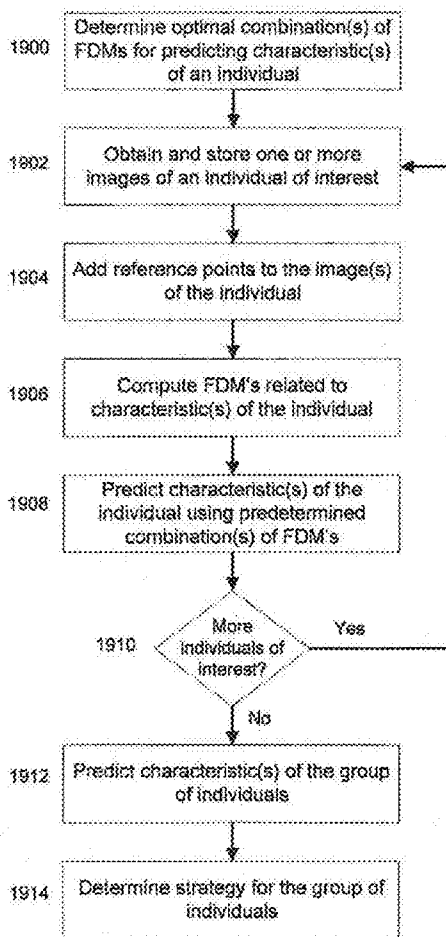 1900
Determine optimal combination(s) of
FDMs for predicting characteristic(s)
of an individual
1902
Obtain and store one or more
images of an individual of interest
1904
Add reference points to the image(s)
of the individual
1906
Compute FDM's related to
characteristic(s) of the individual
1908
Predict characteristic(s) of the
individual using predetermined
combination(s) of FDM's
1910
More
individuals of
interest?
Yes
No
1912
Predict characteristic(s) of the group
of individuals
1914
Determine strategy for the group of
individuals